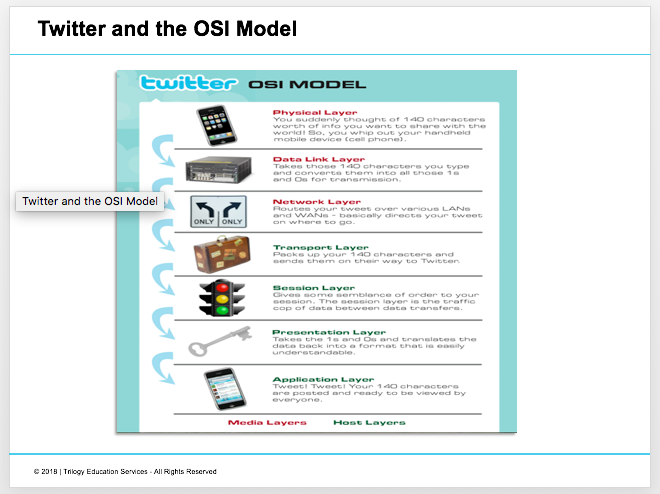 Twitter and the OSI Model
twitter OSI MODEL
Physical Layer
You suddenly thought of 140 characters
worth of info you want to share with the
world! So, you whip out your handheld
mobile device (cell phone).
Data Link Layer
Takes those 140 characters you type
and converts them into all those 1s
and 0s for transmission.
Twitter and the OSI Model
Network Layer
Routes your tweet over various LANs
and WANs - basically directs your tweet
on where to go.
ONLY ONLY
Transport Layer
Packs up your 140 characters and
sends them on their way to Twitter.
Session Layer
Gives some semblance of order to your
session. The session layer is the traffic
cop of data between data transfers.
Presentation Layer
Takes the 1s and 0s and translates the
data back into a format that is easily
understandable.
Application Layer
Tweet! Tweet! Your 140 characters
are posted and ready to be viewed by
everyone.
Media Layers Host Layers
© 2018 | Trilogy Education Services - All Rights Reserved